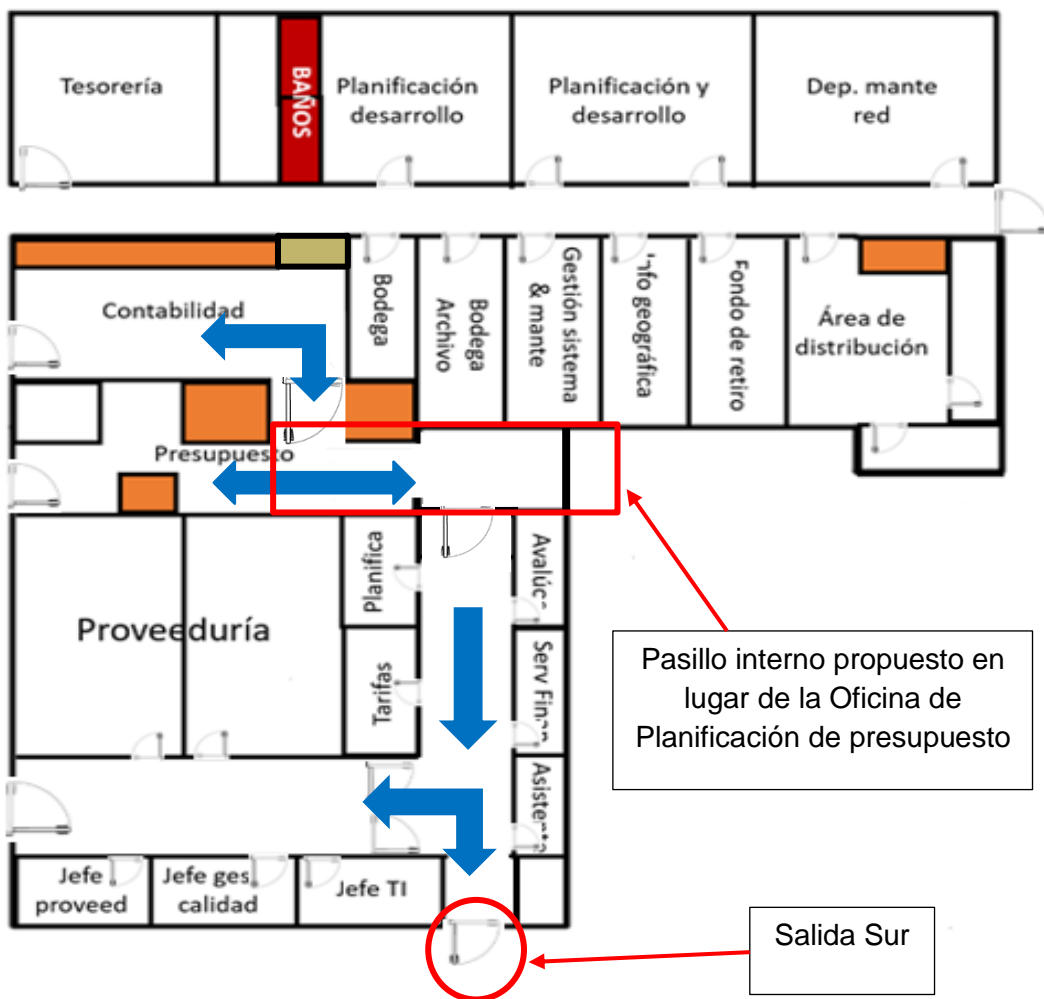 Tesorería
BAÑOS
Planificación
desarrollo
Planificación y
desarrollo
Dep. mante
red
Contabilidad
Bodega
Bodega
Archivo
Gestión sistema
& mante
geográfica
Fondo de retiro
Área de
distribución
Presupuesto
Planifica
Proveeduría
Tarifas
Serv
Pasillo interno propuesto en
lugar de la Oficina de
Planificación de presupuesto
Jefe
proveed
Jefe ges
calidad
Jefe TI
Salida Sur